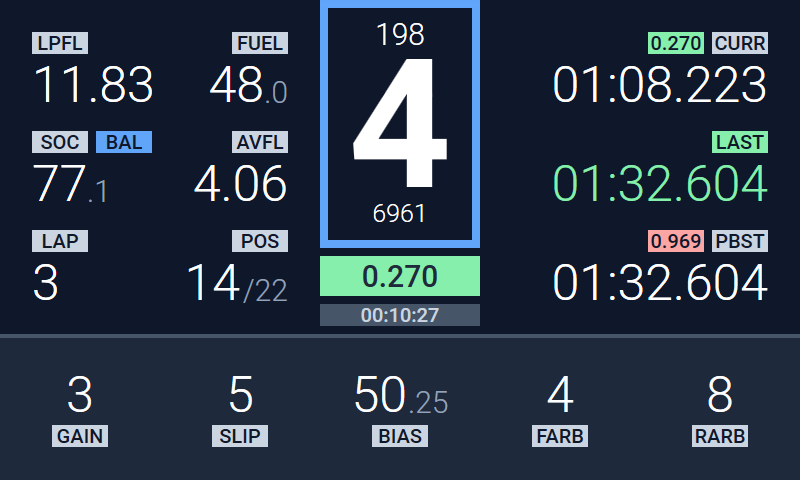 LPFL FUEL
11.83 48.0
SOC BAL AVFL
77.1 4.06
LAP POS
3 14/22
198
4
6961
0.270
00:10:27
0.270 CURR
01:08.223
LAST
01:32.604
0.969 PBST
01:32.604
3 5 50.25 4 8
GAIN SLIP BIAS FARB RARB